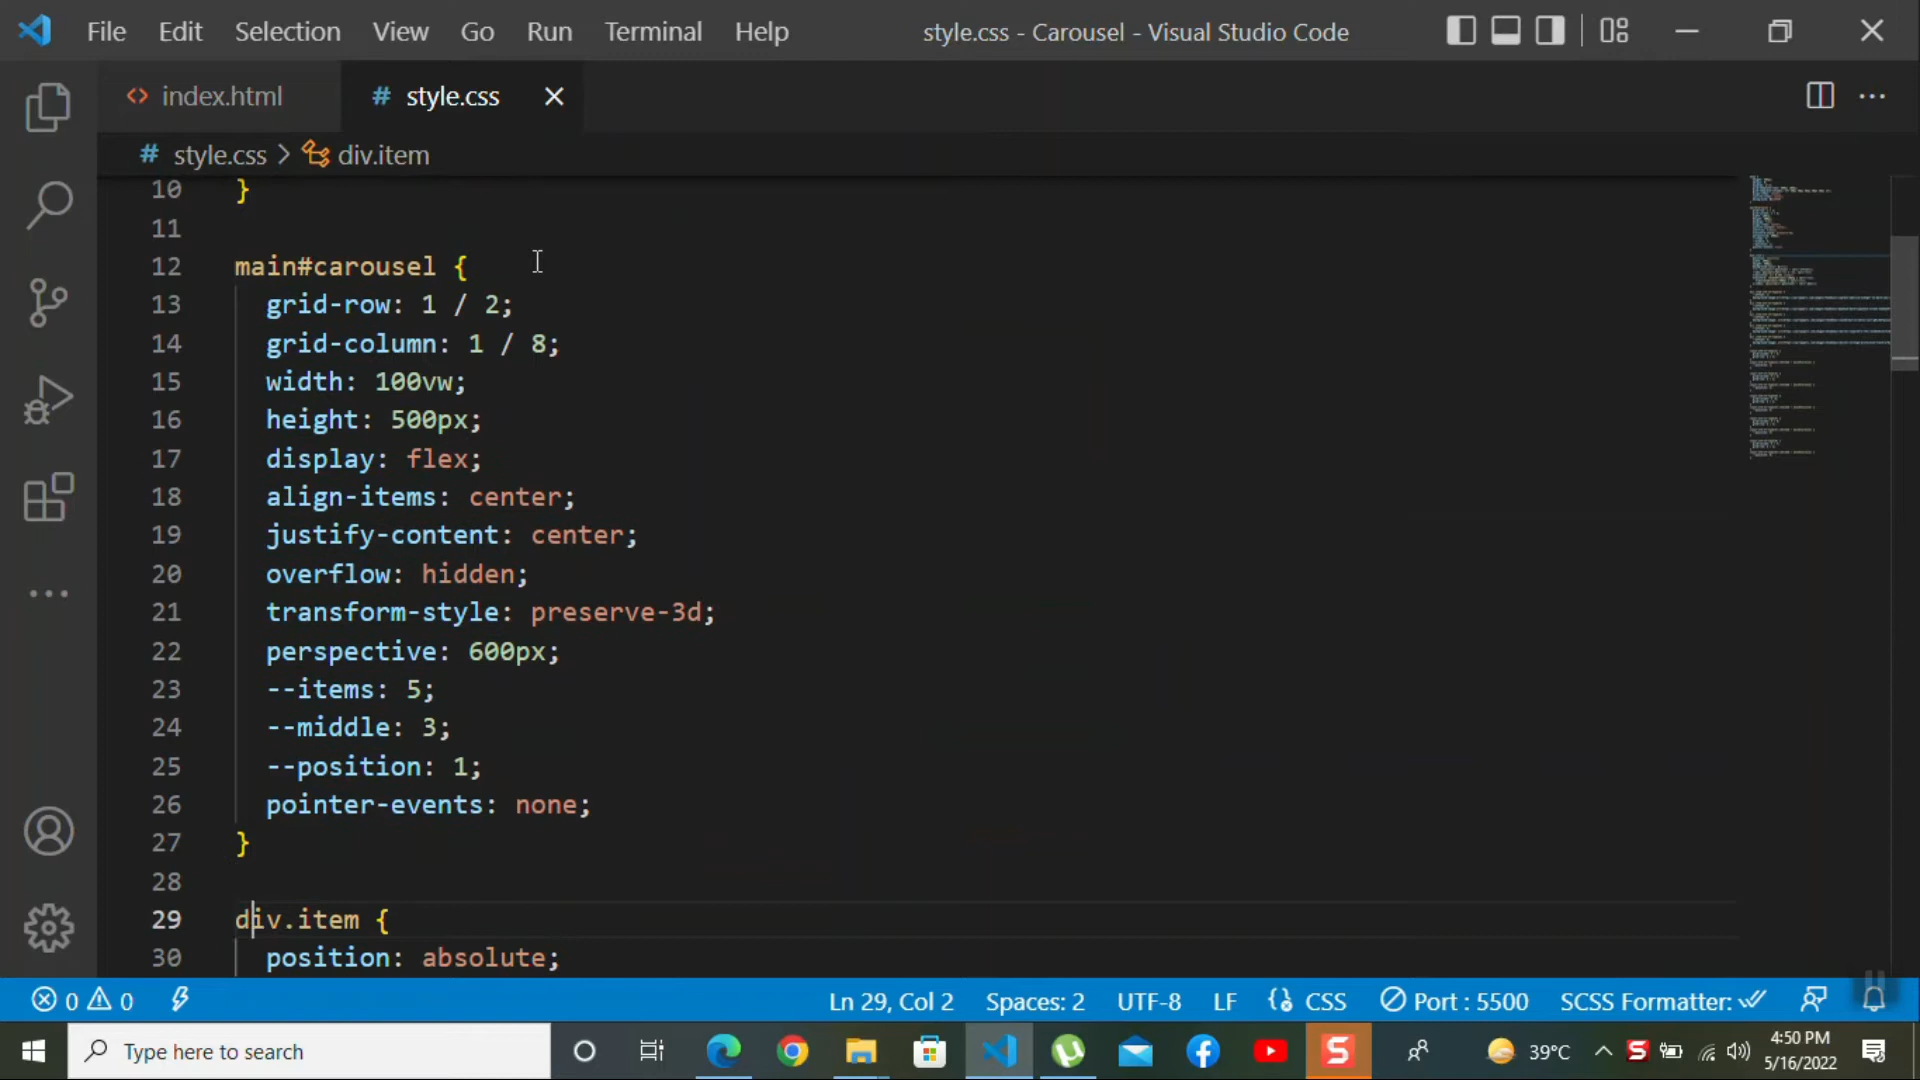 File Edit Selection View Go Run Terminal Help style.css - Carousel - Visual Studio Code
<> index.html # style.css
# style.css > div.item
10 }
11
12 main#carousel {
13 grid-row: 1 / 2;
14 grid-column: 1 / 8;
15 width: 100vw;
16 height: 500px;
17 display: flex;
18 align-items: center;
19 justify-content: center;
20 overflow: hidden;
21 transform-style: preserve-3d;
22 perspective: 600px;
23 --items: 5;
24 --middle: 3;
25 --position: 1;
26 pointer-events: none;
27 }
28
29 div.item {
30 position: absolute;
0 0 Ln 29, Col 2 Spaces: 2 UTF-8 LF CSS Port : 5500 SCSS Formatter:
Type here to search 39°C 4:50 PM
5/16/2022